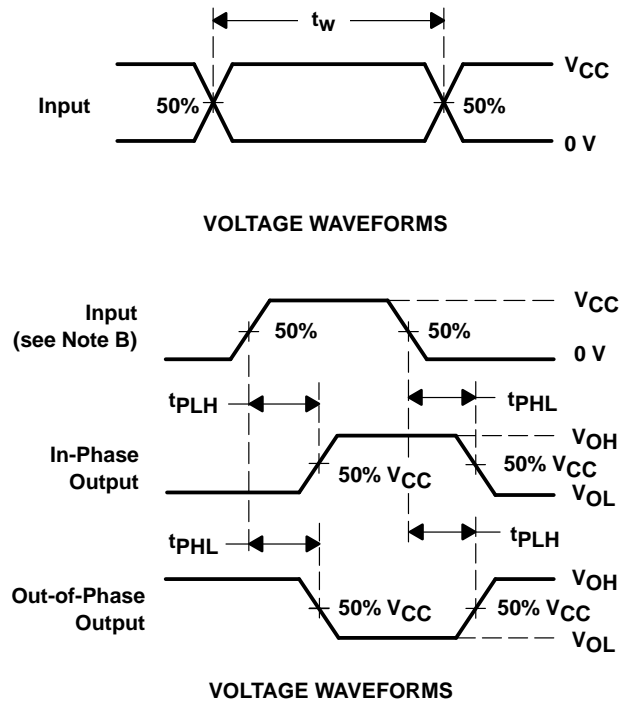 tw
VCC
Input
50%
50%
0 V
VOLTAGE WAVEFORMS
Input
(see Note B)
50%
50%
VCC
0 V
tPLH
tPHL
In-Phase
Output
50% VCC
VOH
50% VCC
VOL
tPHL
tPLH
Out-of-Phase
Output
50% VCC
VOH
50% VCC
VOL
VOLTAGE WAVEFORMS